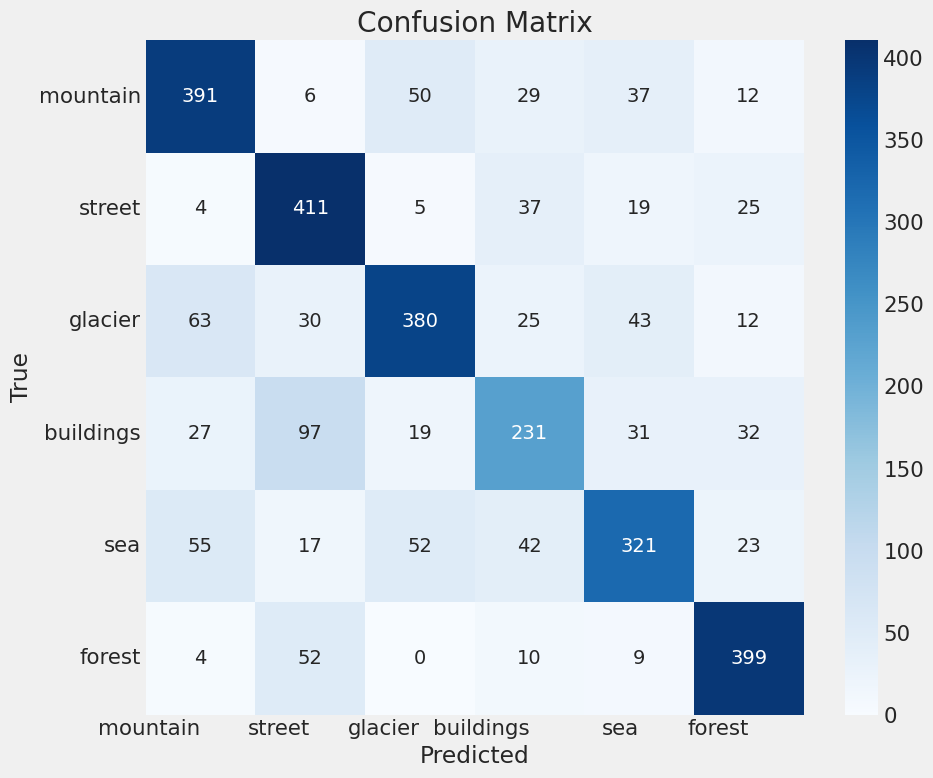 Confusion Matrix
mountain 391 6 50 29 37 12
street 4 411 5 37 19 25
glacier 63 30 380 25 43 12
buildings 27 97 19 231 31 32
sea 55 17 52 42 321 23
forest 4 52 0 10 9 399
mountain street glacier buildings sea forest
Predicted
True
400
350
300
250
200
150
100
50
0